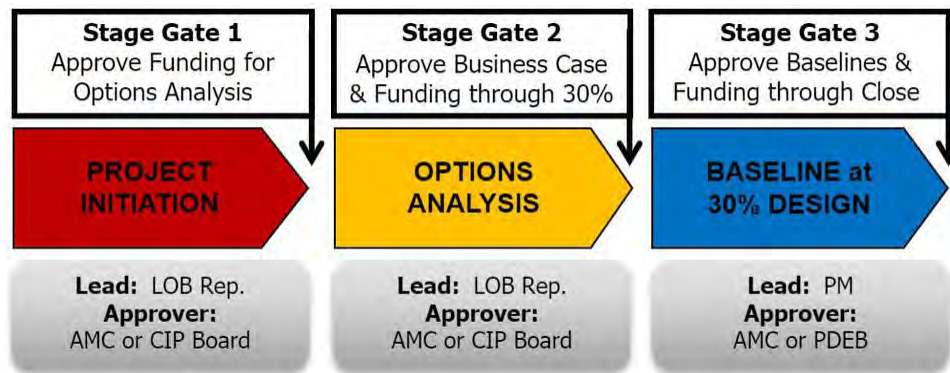 Stage Gate 1
Approve Funding for
Options Analysis
Stage Gate 2
Approve Business Case
& Funding through 30%
Stage Gate 3
Approve Baselines &
Funding through Close
PROJECT
INITIATION
OPTIONS
ANALYSIS
BASELINE at
30% DESIGN
Lead: LOB Rep.
Approver:
AMC or CIP Board
Lead: LOB Rep.
Approver:
AMC or CIP Board
Lead: PM
Approver:
AMC or PDEB